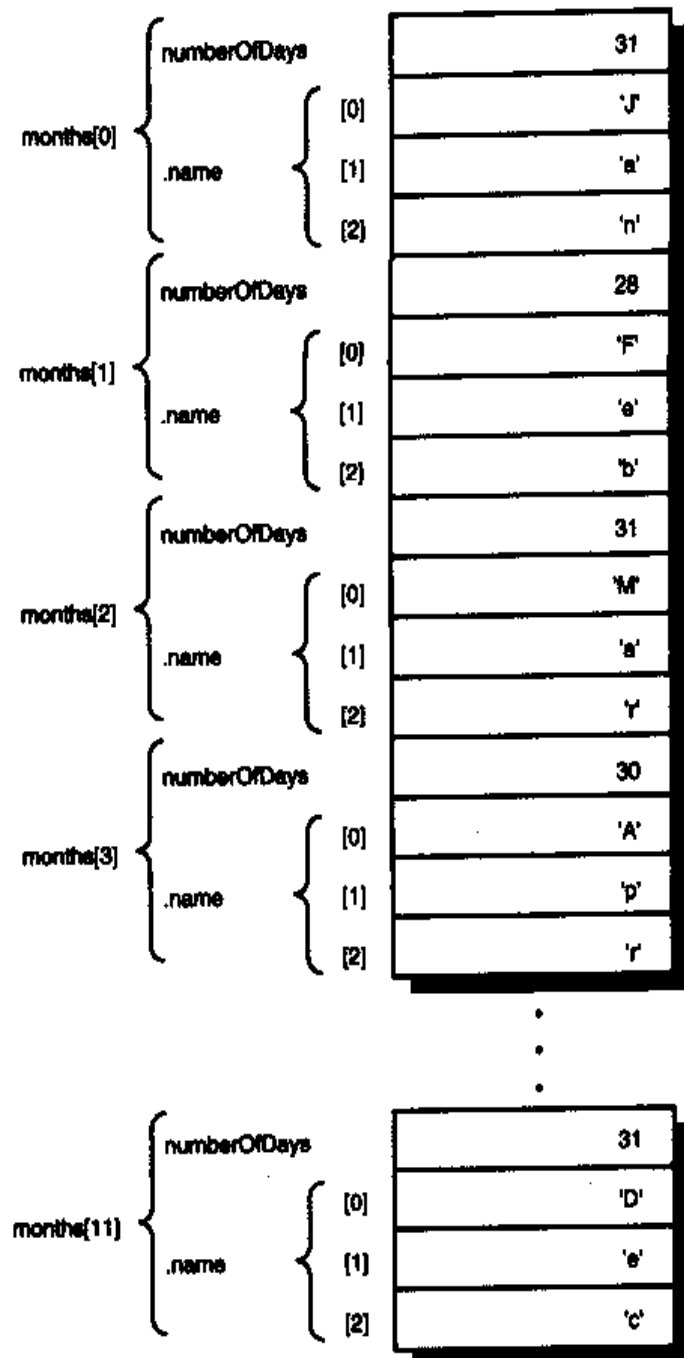 numberOfDays 31
[0] 'J'
months[0] .name [1] 'a'
[2] 'n'
numberOfDays 28
[0] 'F'
months[1] .name [1] 'e'
[2] 'b'
numberOfDays 31
[0] 'M'
months[2] .name [1] 'a'
[2] 'r'
numberOfDays 30
[0] 'A'
months[3] .name [1] 'p'
[2] 'r'
numberOfDays 31
[0] 'D'
months[11] .name [1] 'e'
[2] 'c'